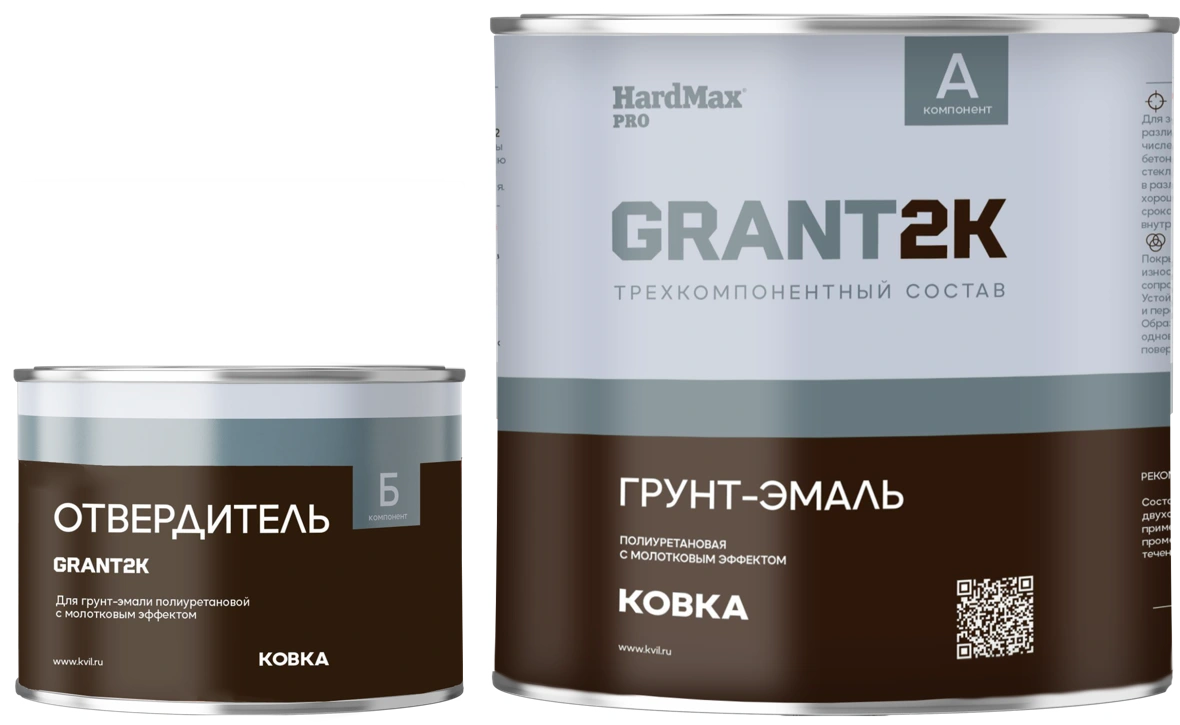 HardMax®
PRO
А
компонент
GRANT2K
ТРЕХКОМПОНЕНТНЫЙ СОСТАВ
ГРУНТ-ЭМАЛЬ
ПОЛИУРЕТАНОВАЯ
С МОЛОТКОВЫМ ЭФФЕКТОМ
КОВКА
www.kvil.ru
Б
компонент
ОТВЕРДИТЕЛЬ
GRANT2K
Для грунт-эмали полиуретановой
с молотковым эффектом
www.kvil.ru
КОВКА